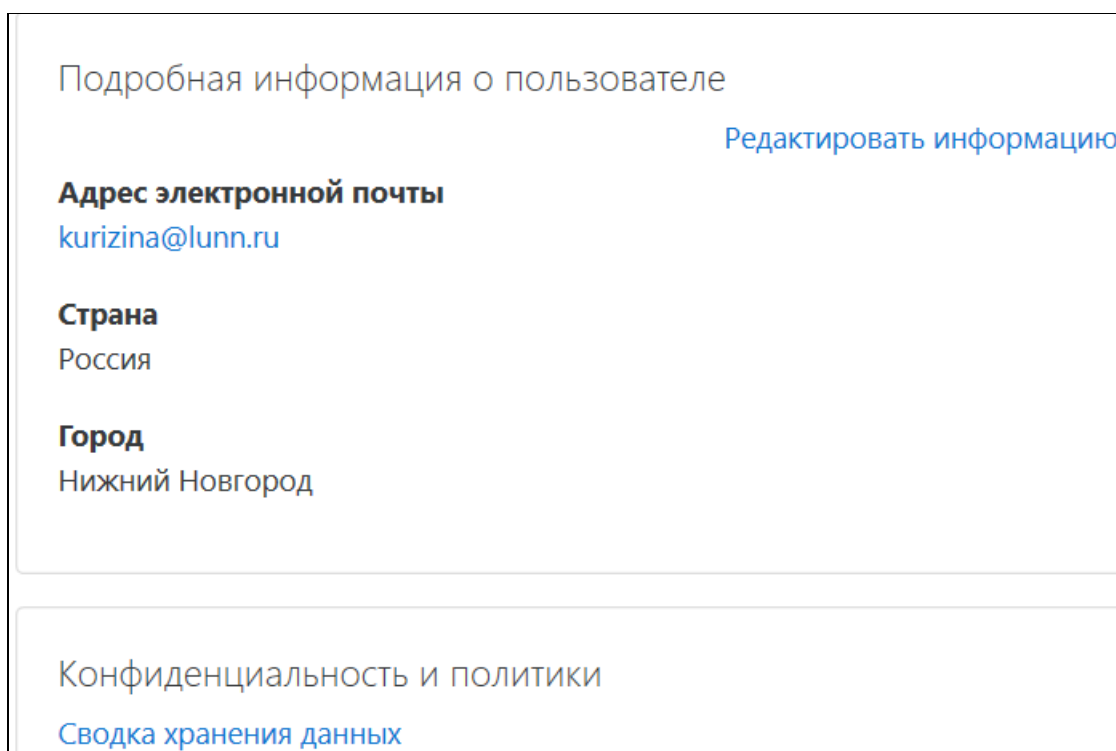 Подробная информация о пользователе
Редактировать информацию
Адрес электронной почты
kurizina@lunn.ru
Страна
Россия
Город
Нижний Новгород
Конфиденциальность и политики
Сводка хранения данных